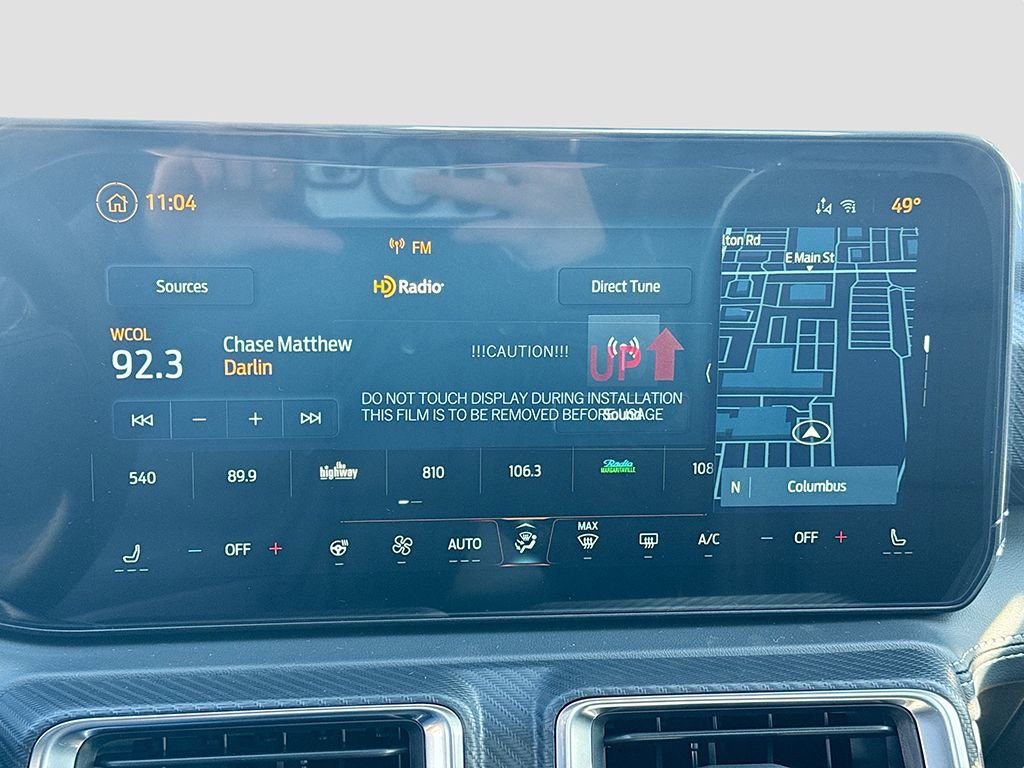 11:04
49°
FM
Sources
HD Radio
Direct Tune
lton Rd
E Main St
WCOL
92.3
Chase Matthew
Darlin
!!!CAUTION!!!
UP
DO NOT TOUCH DISPLAY DURING INSTALLATION
THIS FILM IS TO BE REMOVED BEFORE USAGE
Sound
540
89.9
the highway
810
106.3
Radio MARGARITAVILLE
108
N
Columbus
OFF
AUTO
MAX
A/C
OFF